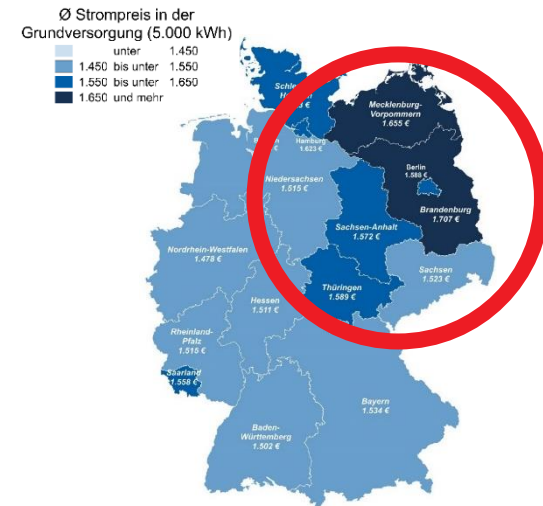 Ø Strompreis in der
Grundversorgung (5.000 kWh)
unter 1.450
1.450 bis unter 1.550
1.550 bis unter 1.650
1.650 und mehr
Mecklenburg-
Vorpommern
1.655 €
Hamburg
1.623 €
Berlin
1.588 €
Niedersachsen
1.515 €
Brandenburg
1.707 €
Sachsen-Anhalt
1.572 €
Nordrhein-Westfalen
1.478 €
Sachsen
1.523 €
Thüringen
1.589 €
Hessen
1.511 €
Rheinland-
Pfalz
1.515 €
Saarland
1.558 €
Bayern
1.534 €
Baden-
Württemberg
1.502 €